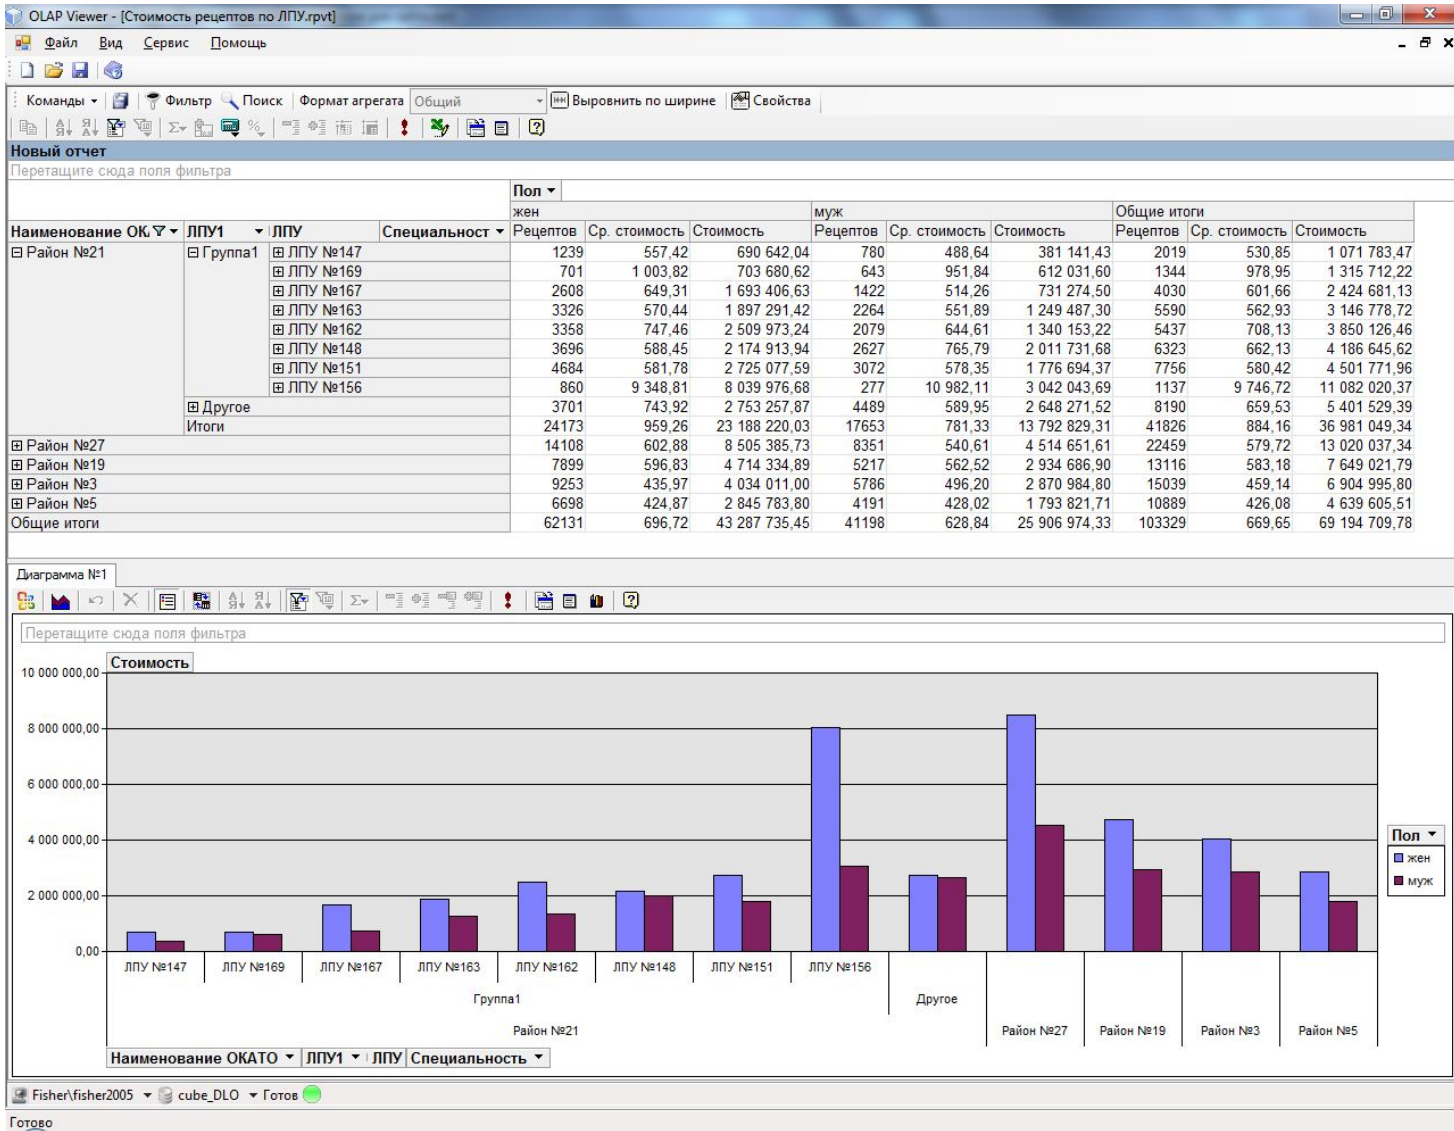 OLAP Viewer - [Стоимость рецептов по ЛПУ.rpvt]
Файл Вид Сервис Помощь
Команды Фильтр Поиск Формат агрегата Общий Выровнить по ширине Свойства
Новый отчет
Перетащите сюда поля фильтра
Пол
жен муж Общие итоги
Наименование ОК. ЛПУ1 ЛПУ Специальност Рецептов Ср. стоимость Стоимость Рецептов Ср. стоимость Стоимость Рецептов Ср. стоимость Стоимость
Район №21 Группа1 ЛПУ №147 1239 557,42 690 642,04 780 488,64 381 141,43 2019 530,85 1 071 783,47
ЛПУ №169 701 1 003,82 703 680,62 643 951,84 612 031,60 1344 978,95 1 315 712,22
ЛПУ №167 2608 649,31 1 693 406,63 1422 514,26 731 274,50 4030 601,66 2 424 681,13
ЛПУ №163 3326 570,44 1 897 291,42 2264 551,89 1 249 487,30 5590 562,93 3 146 778,72
ЛПУ №162 3358 747,46 2 509 973,24 2079 644,61 1 340 153,22 5437 708,13 3 850 126,46
ЛПУ №148 3696 588,45 2 174 913,94 2627 765,79 2 011 731,68 6323 662,13 4 186 645,62
ЛПУ №151 4684 581,78 2 725 077,59 3072 578,35 1 776 694,37 7756 580,42 4 501 771,96
ЛПУ №156 860 9 348,81 8 039 976,68 277 10 982,11 3 042 043,69 1137 9 746,72 11 082 020,37
Другое 3701 743,92 2 753 257,87 4489 589,95 2 648 271,52 8190 659,53 5 401 529,39
Итоги 24173 959,26 23 188 220,03 17653 781,33 13 792 829,31 41826 884,16 36 981 049,34
Район №27 14108 602,88 8 505 385,73 8351 540,61 4 514 651,61 22459 579,72 13 020 037,34
Район №19 7899 596,83 4 714 334,89 5217 562,52 2 934 686,90 13116 583,18 7 649 021,79
Район №3 9253 435,97 4 034 011,00 5786 496,20 2 870 984,80 15039 459,14 6 904 995,80
Район №5 6698 424,87 2 845 783,80 4191 428,02 1 793 821,71 10889 426,08 4 639 605,51
Общие итоги 62131 696,72 43 287 735,45 41198 628,84 25 906 974,33 103329 669,65 69 194 709,78
Диаграмма №1
Перетащите сюда поля фильтра
Стоимость
10 000 000,00
8 000 000,00
6 000 000,00
4 000 000,00
2 000 000,00
0,00
Пол
жен
муж
ЛПУ №147 ЛПУ №169 ЛПУ №167 ЛПУ №163 ЛПУ №162 ЛПУ №148 ЛПУ №151 ЛПУ №156
Группа1 Другое
Район №21 Район №27 Район №19 Район №3 Район №5
Наименование ОКАТО ЛПУ1 ЛПУ Специальность
Fisher\fisher2005 cube_DLO Готов
Готово